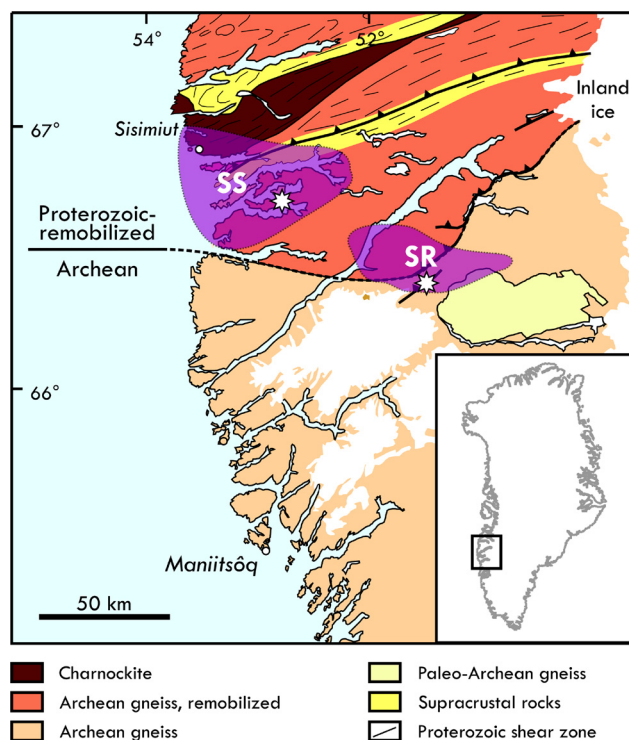 54°
52°
67°
Inland
ice
Sisimiut
SS
Proterozoic-
remobilized
Archean
SR
66°
Maniitsôq
50 km
Charnockite
Archean gneiss, remobilized
Archean gneiss
Paleo-Archean gneiss
Supracrustal rocks
Proterozoic shear zone